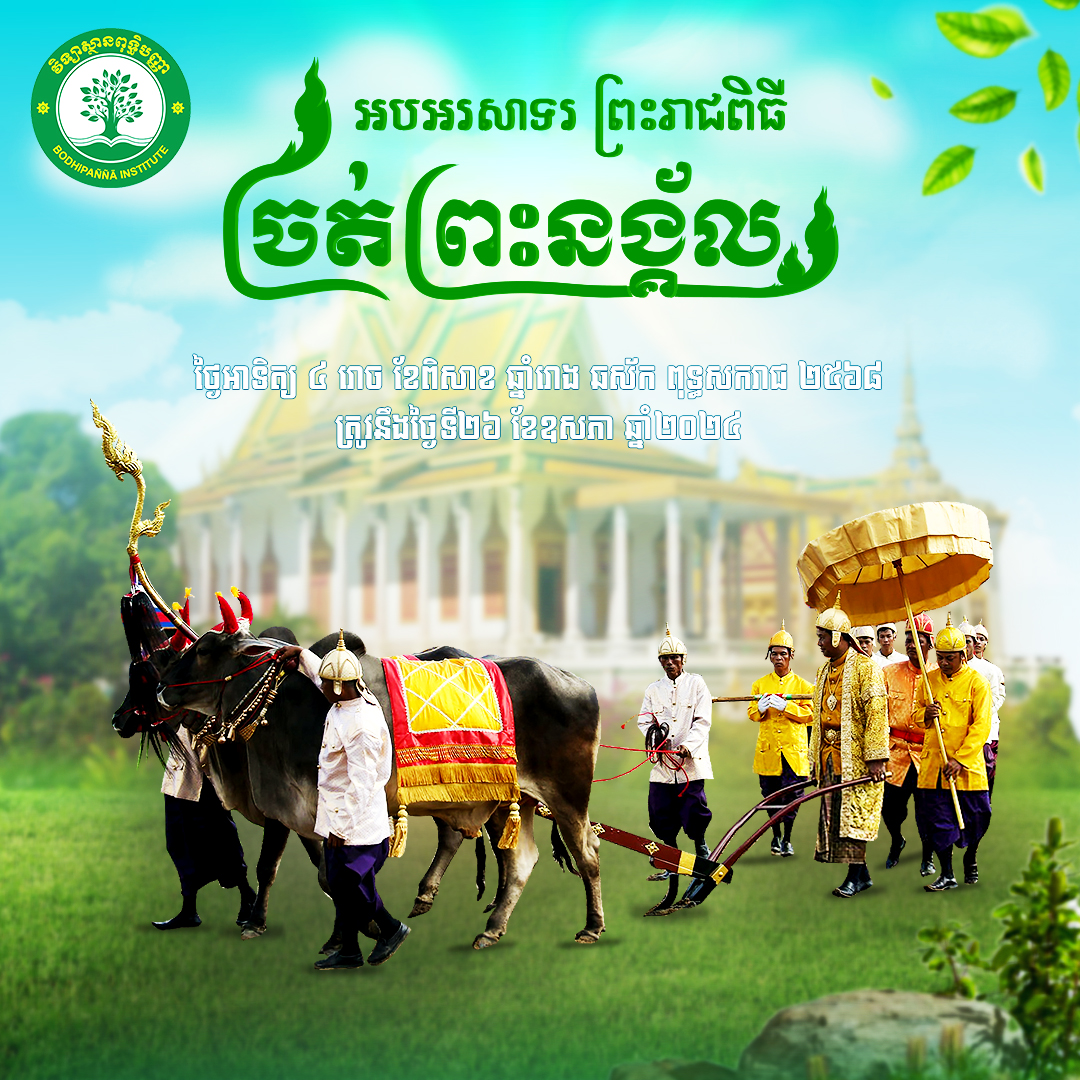 វិទ្យាស្ថានពុទ្ធិបញ្ញា
BODHIPAÑÑĀ INSTITUTE
អបអរសាទរ ព្រះរាជពិធី
ច្រត់ព្រះនង្គ័ល
ថ្ងៃអាទិត្យ ៤ រោច ខែពិសាខ ឆ្នាំរោង ឆស័ក ពុទ្ធសករាជ ២៥៦៨
ត្រូវនឹងថ្ងៃទី២៦ ខែឧសភា ឆ្នាំ២០២៤